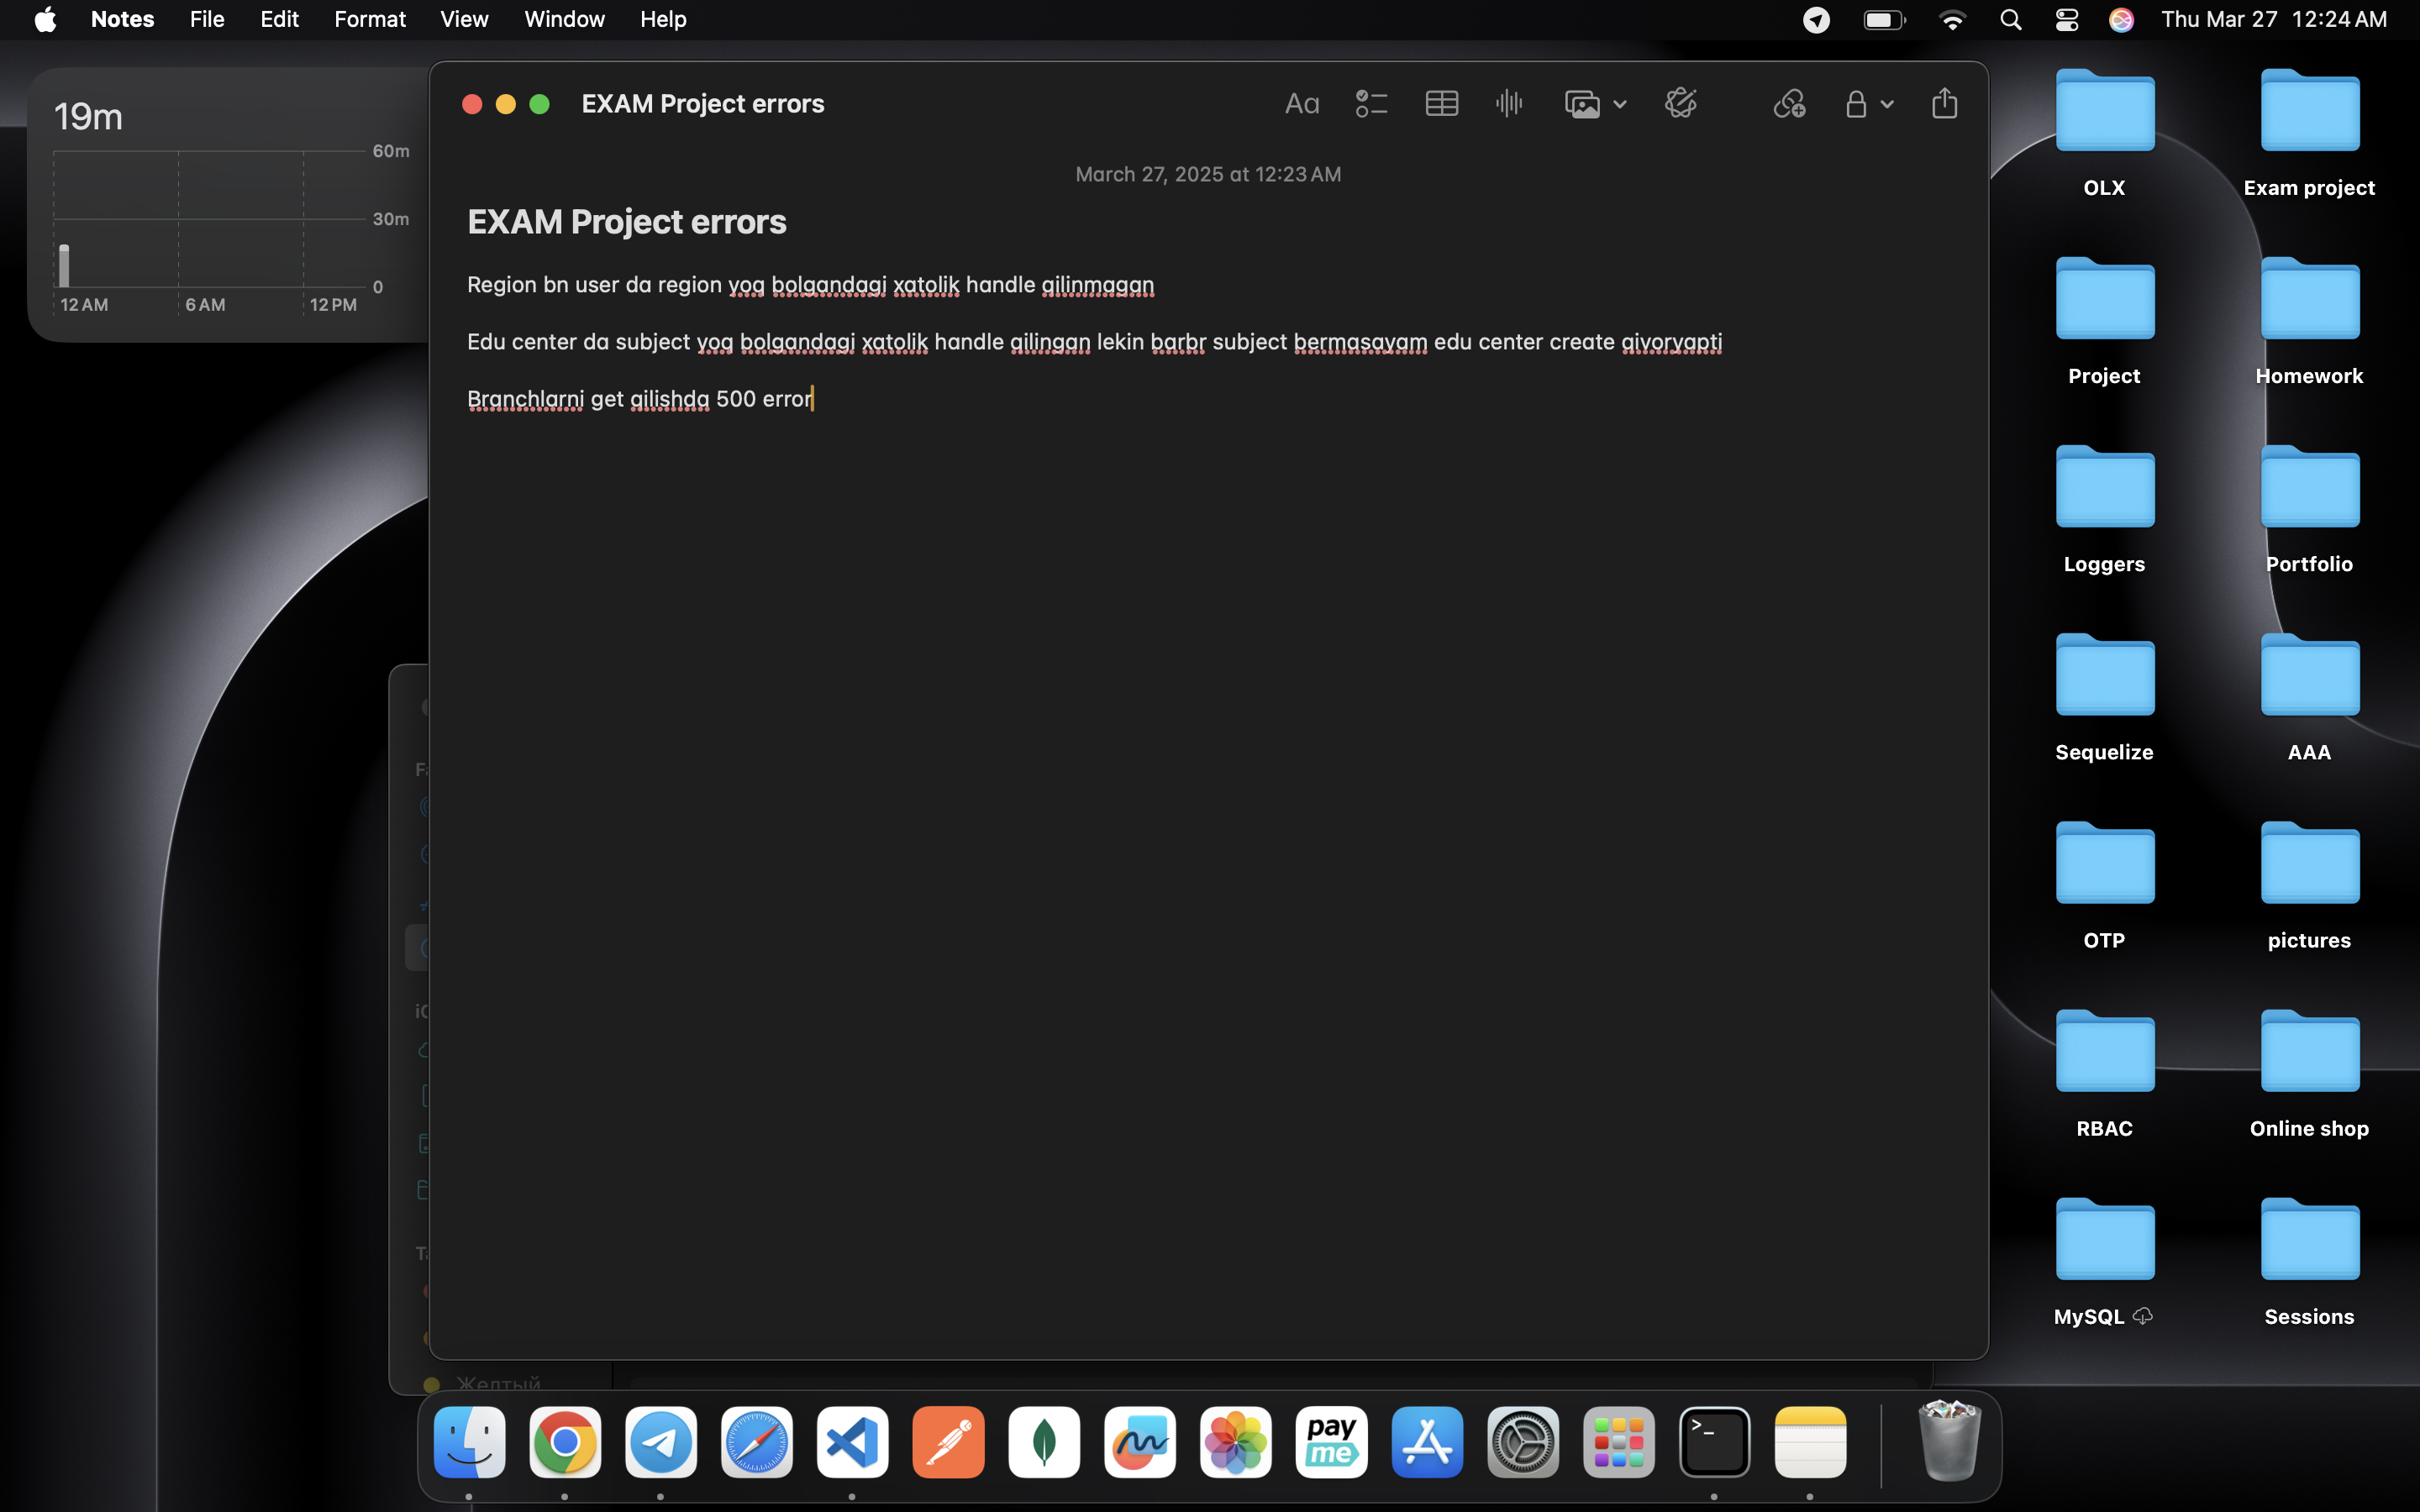 Notes File Edit Format View Window Help Thu Mar 27 12:24 AM
19m
60m
30m
0
12 AM 6 AM 12 PM
EXAM Project errors
Aa
March 27, 2025 at 12:23 AM
EXAM Project errors
Region bn user da region yoq bolgandagi xatolik handle qilinmagan
Edu center da subject yoq bolgandagi xatolik handle qilingan lekin barbr subject bermasayam edu center create qivoryapti
Branchlarni get qilishda 500 error
OLX Exam project
Project Homework
Loggers Portfolio
Sequelize AAA
OTP pictures
RBAC Online shop
MySQL Sessions
Желтый
pay
me
>_